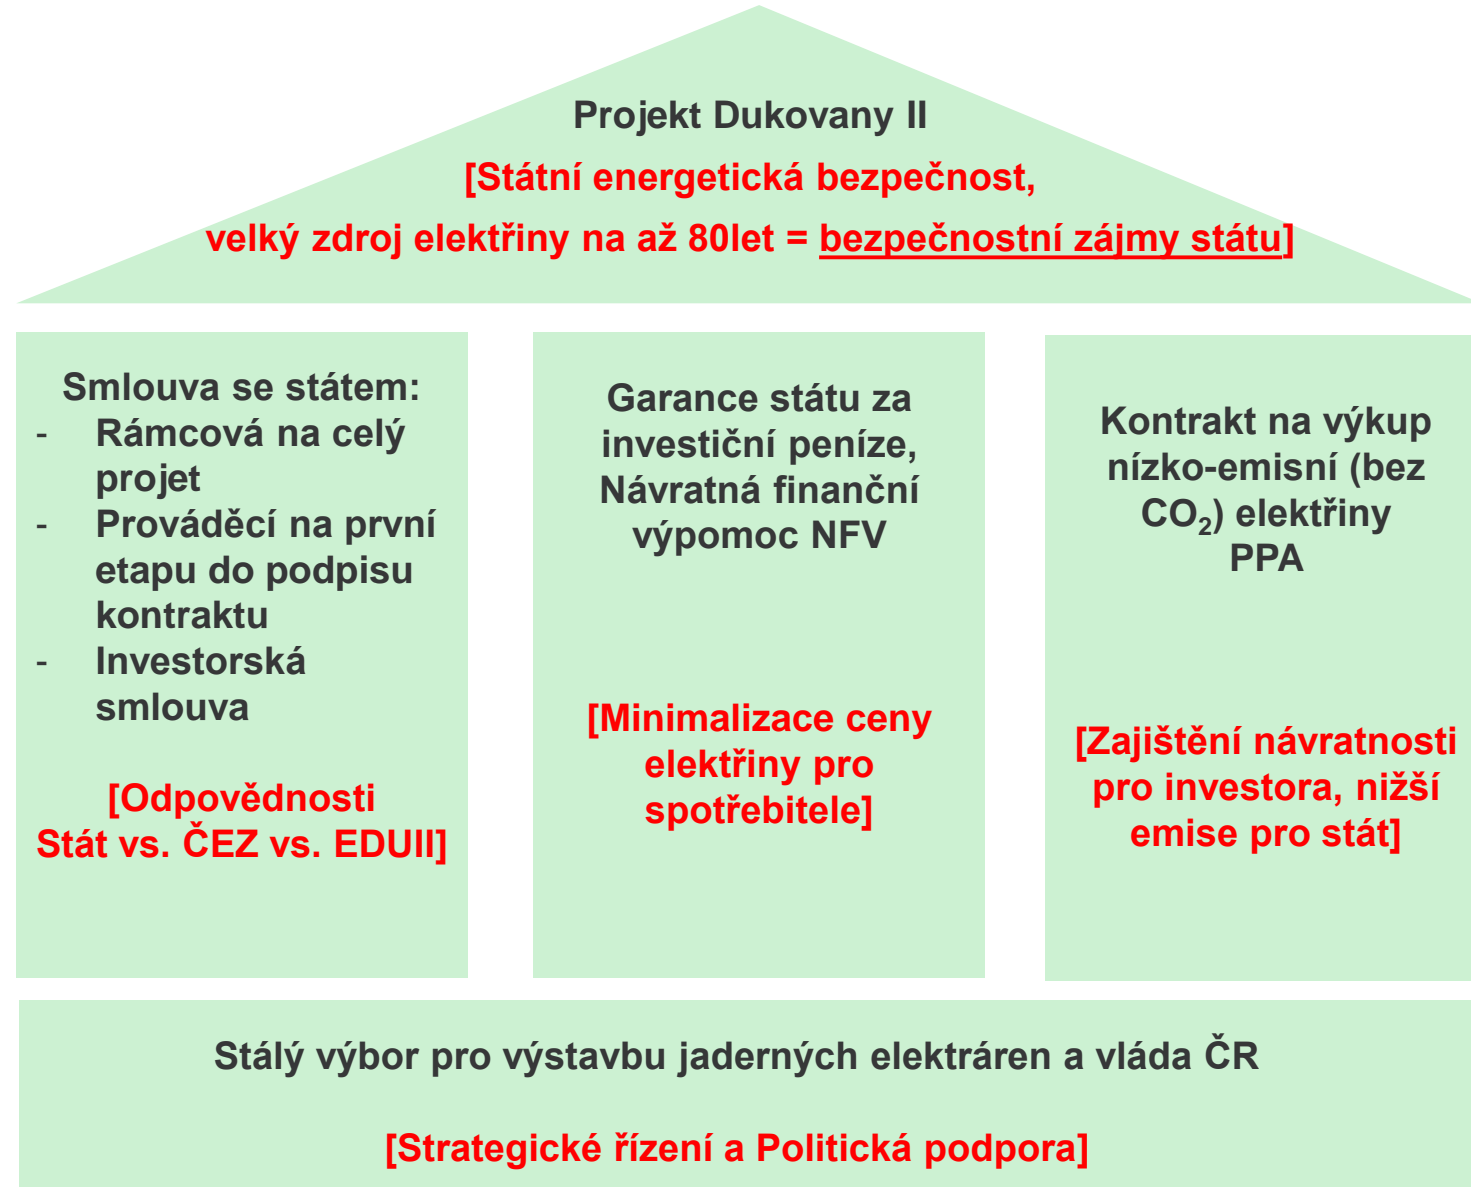 Projekt Dukovany II
[Státní energetická bezpečnost,
velký zdroj elektřiny na až 80let = bezpečnostní zájmy státu]
Smlouva se státem:
- Rámcová na celý
projet
- Prováděcí na první
etapu do podpisu
kontraktu
- Investorská
smlouva
[Odpovědnosti
Stát vs. ČEZ vs. EDUII]
Garance státu za
investiční peníze,
Návratná finanční
výpomoc NFV
[Minimalizace ceny
elektřiny pro
spotřebitele]
Kontrakt na výkup
nízko-emisní (bez
CO₂) elektřiny
PPA
[Zajištění návratnosti
pro investora, nižší
emise pro stát]
Stálý výbor pro výstavbu jaderných elektráren a vláda ČR
[Strategické řízení a Politická podpora]